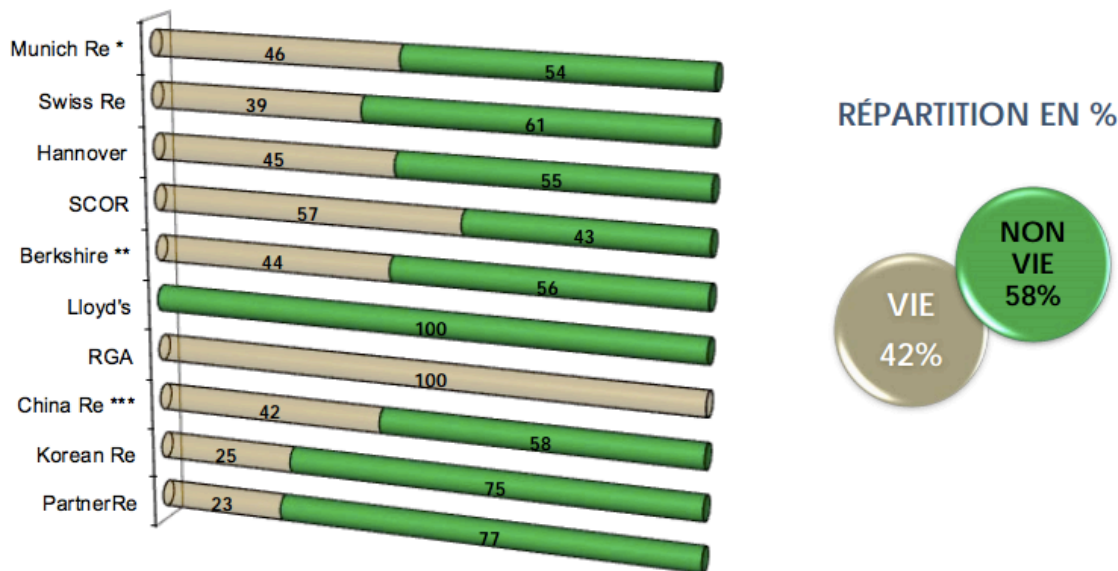 Munich Re *
46
54
Swiss Re
39
61
Hannover
45
55
SCOR
57
43
Berkshire **
44
56
Lloyd's
100
RGA
100
China Re ***
42
58
Korean Re
25
75
PartnerRe
23
77
RÉPARTITION EN %
NON
VIE
58%
VIE
42%